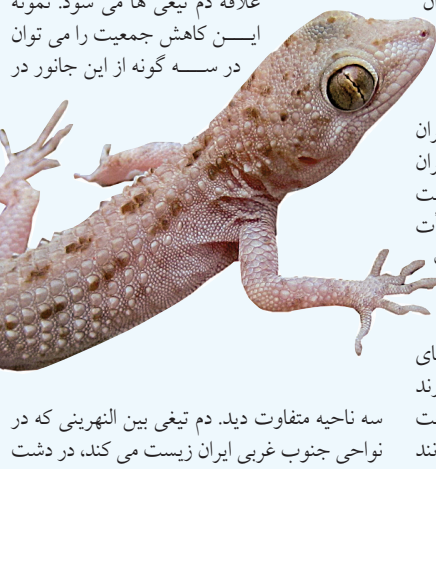 علاقه دم تیغی ها می شود. نمونه
ایـــن کاهش جمعیت را می توان
در ســـه گونه از این جانور در
سه ناحیه متفاوت دید. دم تیغی بین النهرینی که در
نواحی جنوب غربی ایران زیست می کند، در دشت